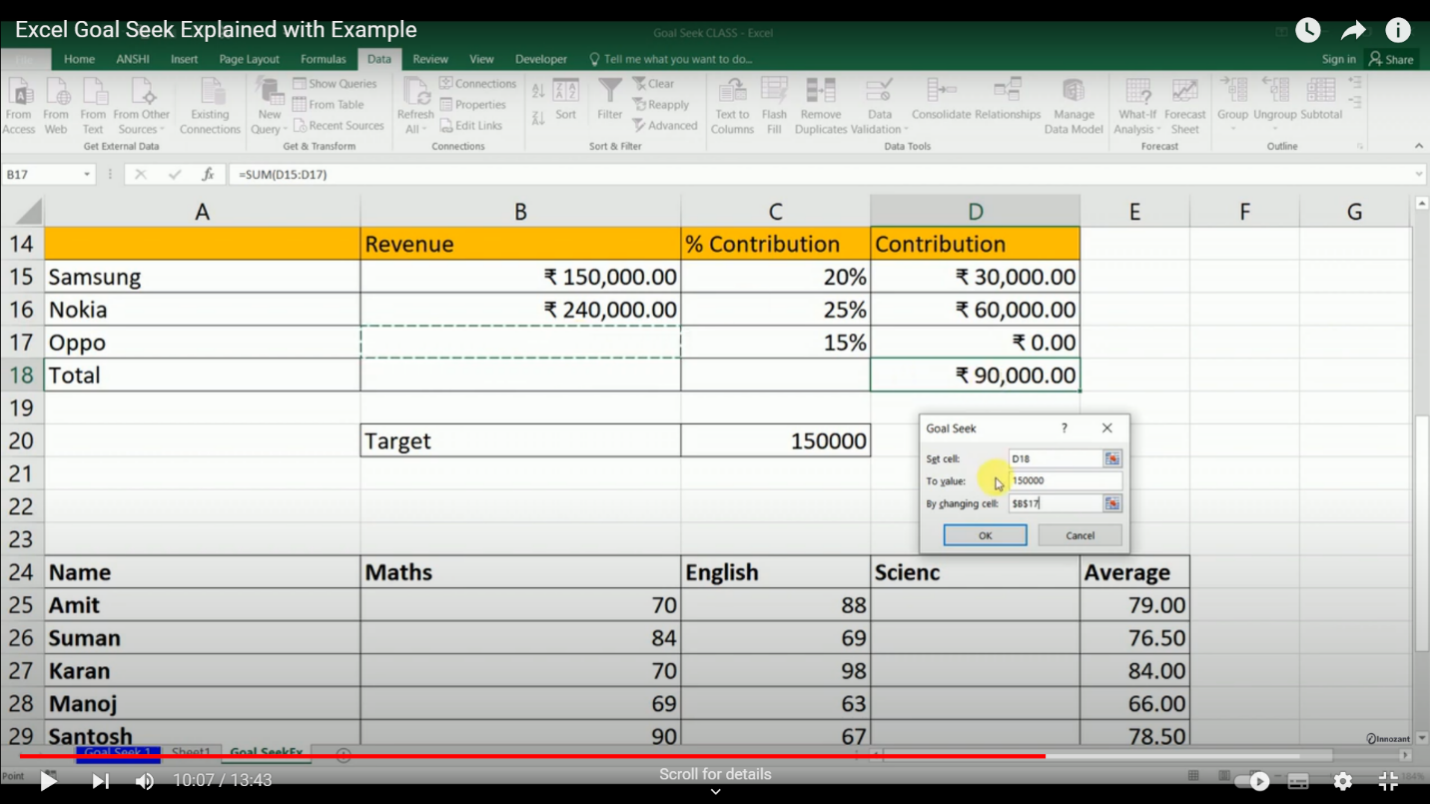 Excel Goal Seek Explained with Example
Goal Seek CLASS - Excel
Home ANSHI Insert Page Layout Formulas Data Review View Developer Tell me what you want to do... Sign in Share
From Access
From Web
From Text
From Other Sources
Existing Connections
Get External Data
New Query
Show Queries
From Table
Recent Sources
Get & Transform
Refresh All
Connections
Properties
Edit Links
Connections
Sort
Filter
Clear
Reapply
Advanced
Sort & Filter
Text to Columns
Flash Fill
Remove Duplicates
Data Validation
Consolidate
Relationships
Manage Data Model
Data Tools
What-If Analysis
Forecast Sheet
Forecast
Group
Ungroup
Subtotal
Outline
B17 fx =SUM(D15:D17)
A B C D E F G
14 Revenue % Contribution Contribution
15 Samsung ₹ 150,000.00 20% ₹ 30,000.00
16 Nokia ₹ 240,000.00 25% ₹ 60,000.00
17 Oppo 15% ₹ 0.00
18 Total ₹ 90,000.00
19
20 Target 150000
21
22
23
Goal Seek ?
Set cell: D18
To value: 150000
By changing cell: $B$17
OK Cancel
24 Name Maths English Scienc Average
25 Amit 70 88 79.00
26 Suman 84 69 76.50
27 Karan 70 98 84.00
28 Manoj 69 63 66.00
29 Santosh 90 67 78.50
Innozant
Goal Seek 1 Sheet1 Goal SeekEx
Point
10:07 / 13:43
Scroll for details
184%